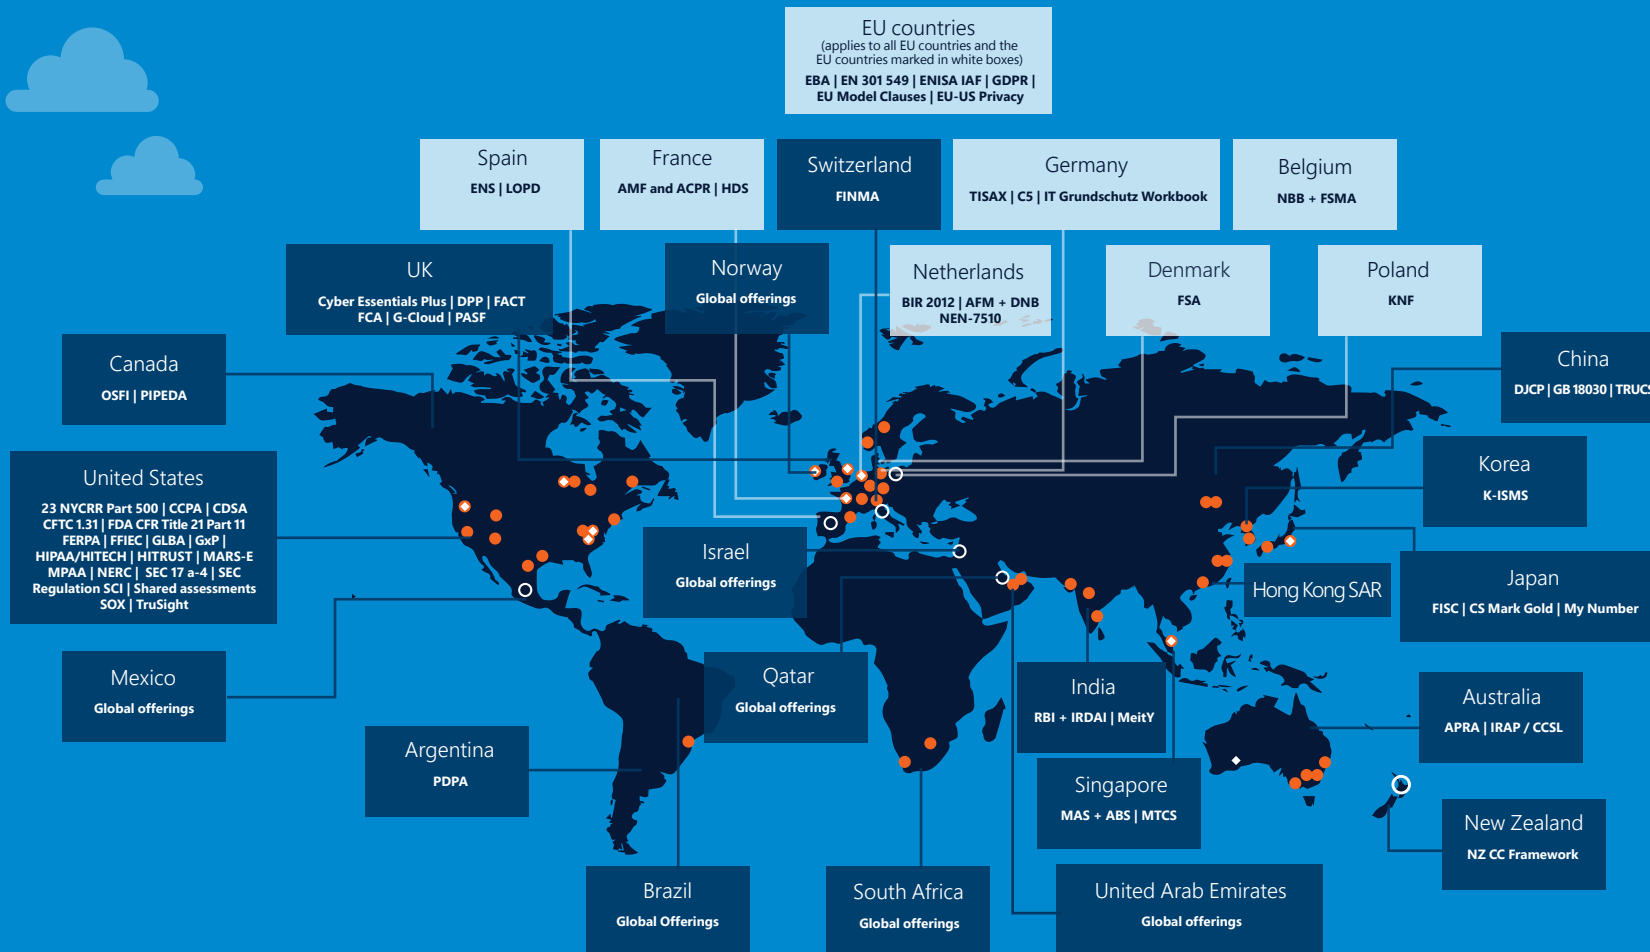 EU countries
(applies to all EU countries and the
EU countries marked in white boxes)
EBA | EN 301 549 | ENISA IAF | GDPR |
EU Model Clauses | EU-US Privacy
Spain
ENS | LOPD
France
AMF and ACPR | HDS
Switzerland
FINMA
Germany
TISAX | C5 | IT Grundschutz Workbook
Belgium
NBB + FSMA
UK
Cyber Essentials Plus | DPP | FACT
FCA | G-Cloud | PASF
Norway
Global offerings
Netherlands
BIR 2012 | AFM + DNB
NEN-7510
Denmark
FSA
Poland
KNF
Canada
OSFI | PIPEDA
China
DJCP | GB 18030 | TRUCS
United States
23 NYCRR Part 500 | CCPA | CDSA
CFTC 1.31 | FDA CFR Title 21 Part 11
FERPA | FFIEC | GLBA | GxP |
HIPAA/HITECH | HITRUST | MARS-E
MPAA | NERC | SEC 17 a-4 | SEC
Regulation SCI | Shared assessments
SOX | TruSight
Korea
K-ISMS
Israel
Global offerings
Hong Kong SAR
Japan
FISC | CS Mark Gold | My Number
Mexico
Global offerings
Qatar
Global offerings
India
RBI + IRDAI | MeitY
Australia
APRA | IRAP / CCSL
Argentina
PDPA
Singapore
MAS + ABS | MTCS
New Zealand
NZ CC Framework
Brazil
Global Offerings
South Africa
Global offerings
United Arab Emirates
Global offerings